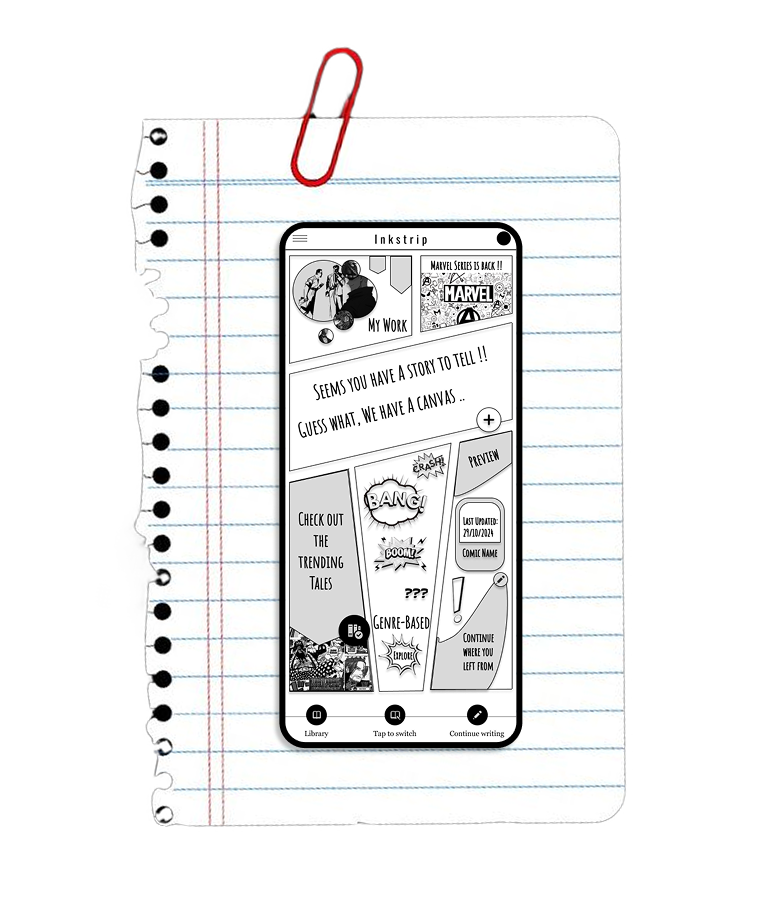 Inkstrip
My Work
Marvel Series is back !!
MARVEL
Seems you have A story to tell !!
Guess what, We have A canvas ..
Check out
the
trending
Tales
CRASH!
BANG!
BOOM!
???
Genre-Based
Explore
Preview
Last Updated:
29/10/2024
Comic Name
!
Continue
where you
left from
Library
Tap to switch
Continue writing